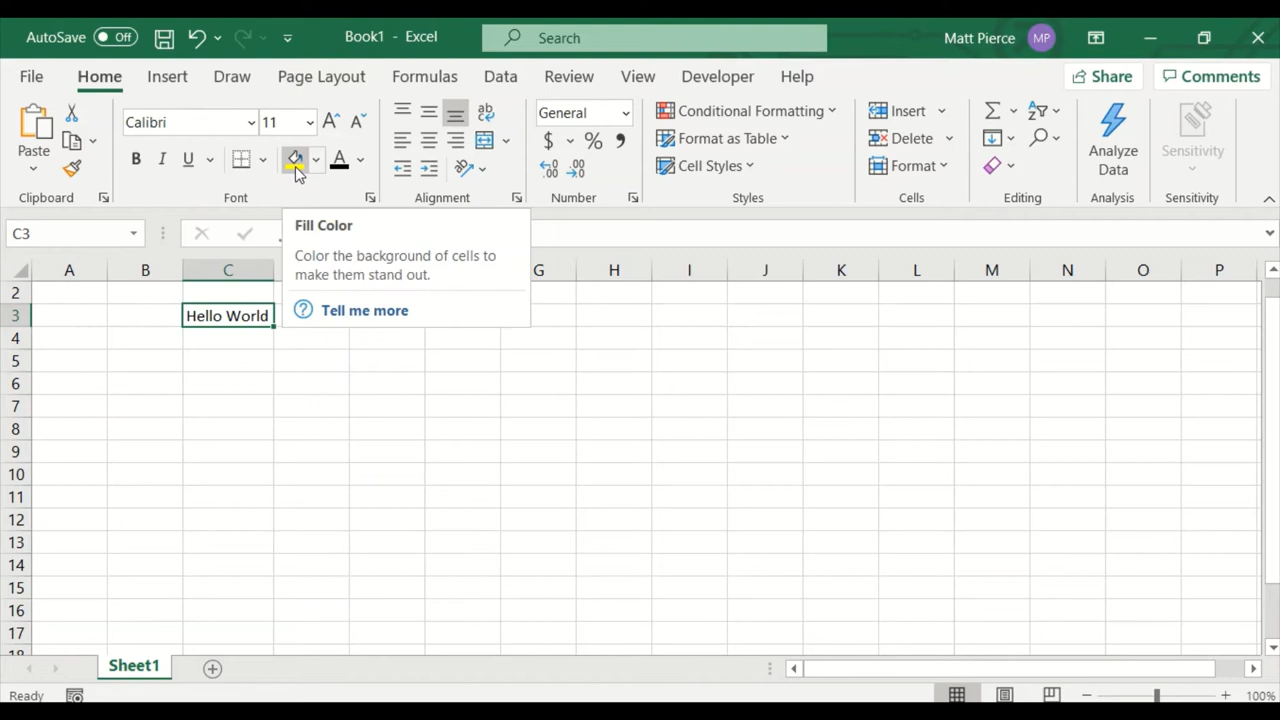 AutoSave Off Book1 - Excel Search Matt Pierce MP
File Home Insert Draw Page Layout Formulas Data Review View Developer Help Share Comments
Paste
Clipboard
Calibri 11 A A
B I U A
Font
ab
c
Alignment
General
$ % , .00
Number
Conditional Formatting
Format as Table
Cell Styles
Styles
Insert
Delete
Format
Cells
Editing
Analyze
Data
Analysis
Sensitivity
Sensitivity
C3
Fill Color
Color the background of cells to
make them stand out.
? Tell me more
A B C G H I J K L M N O P
2
3 Hello World
4
5
6
7
8
9
10
11
12
13
14
15
16
17
18
Sheet1
Ready 100%